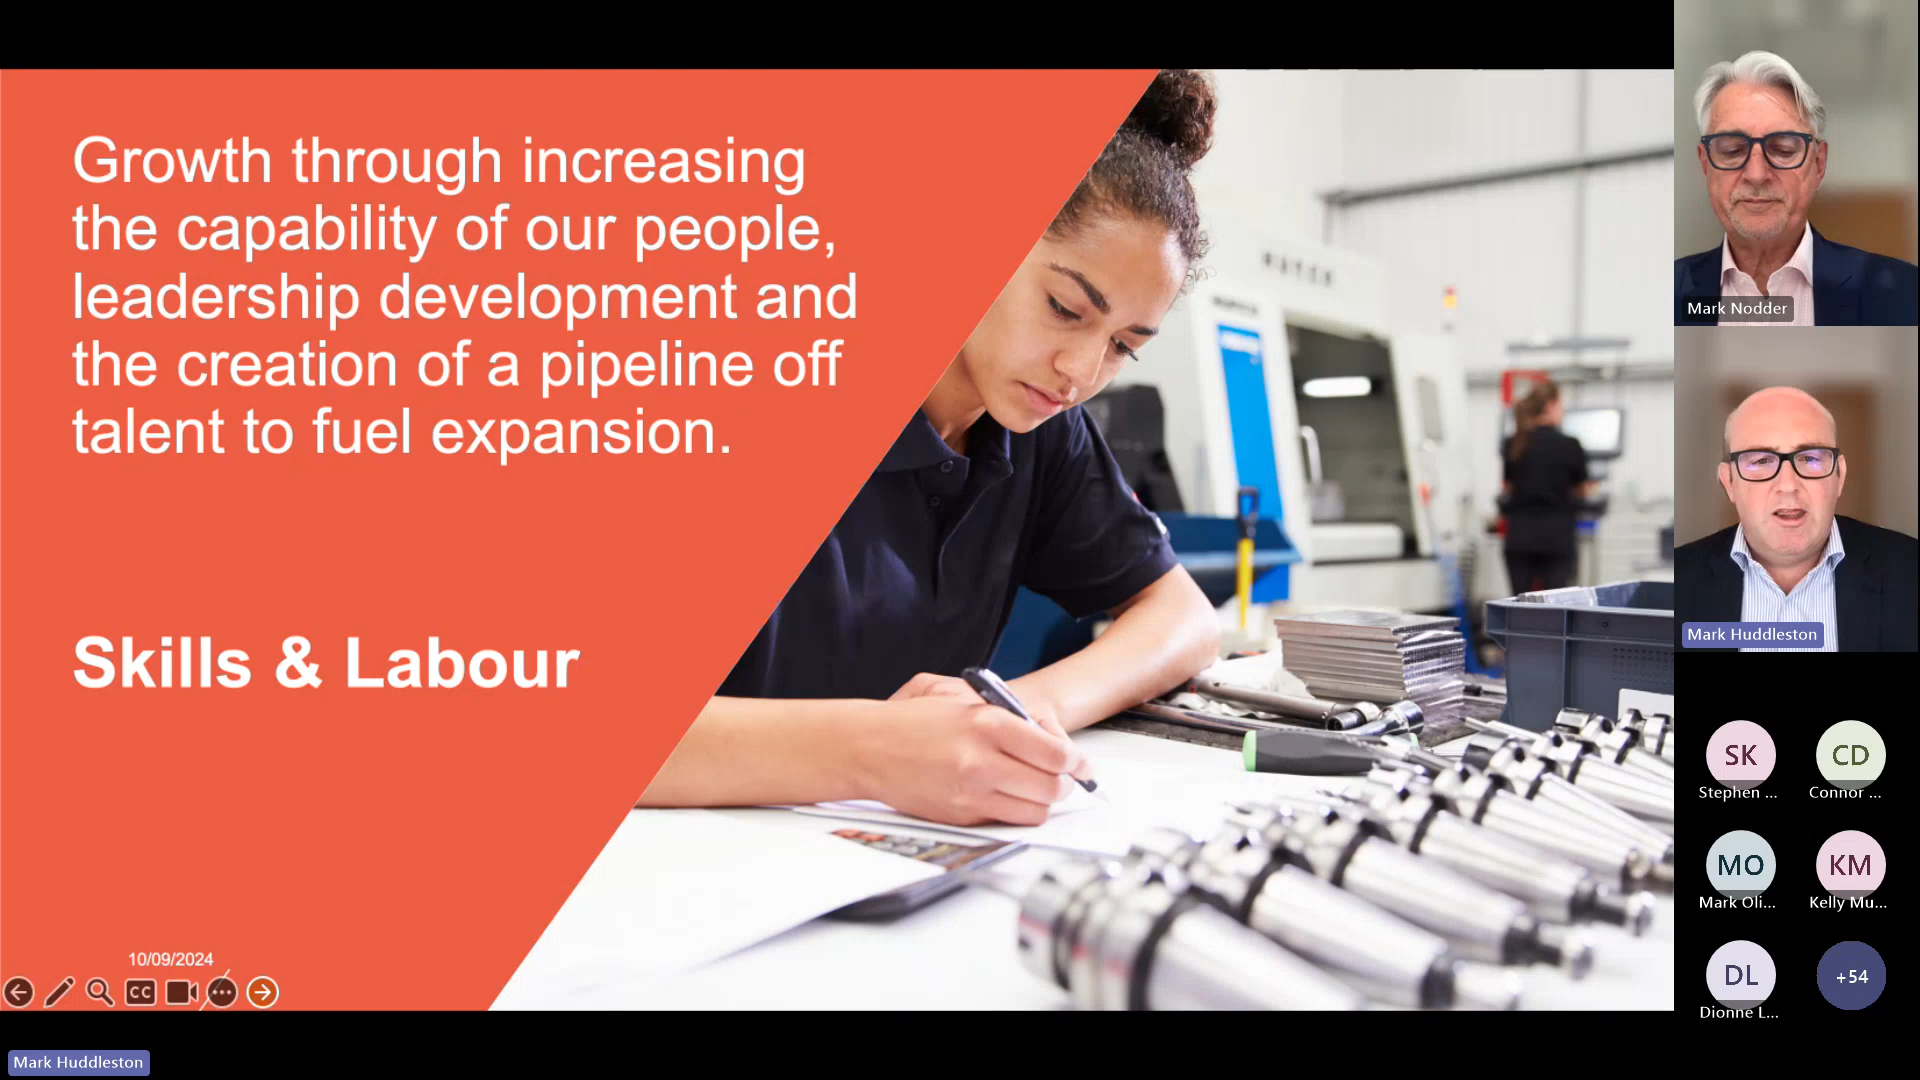 Growth through increasing
the capability of our people,
leadership development and
the creation of a pipeline off
talent to fuel expansion.
Skills & Labour
10/09/2024
CC
Mark Huddleston
Mark Nodder
Mark Huddleston
SK
Stephen ...
CD
Connor ...
MO
Mark Oli...
KM
Kelly Mu...
DL
Dionne L...
+54